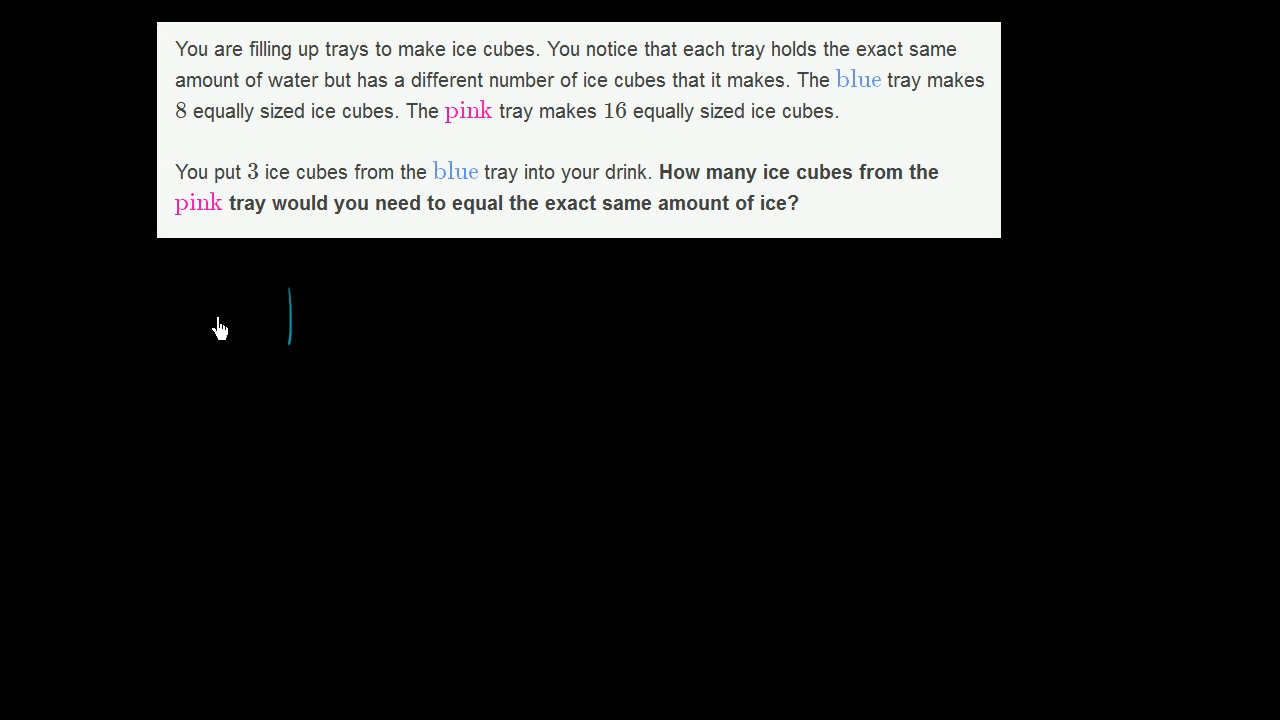 You are filling up trays to make ice cubes. You notice that each tray holds the exact same
amount of water but has a different number of ice cubes that it makes. The blue tray makes
8 equally sized ice cubes. The pink tray makes 16 equally sized ice cubes.
You put 3 ice cubes from the blue tray into your drink. How many ice cubes from the
pink tray would you need to equal the exact same amount of ice?